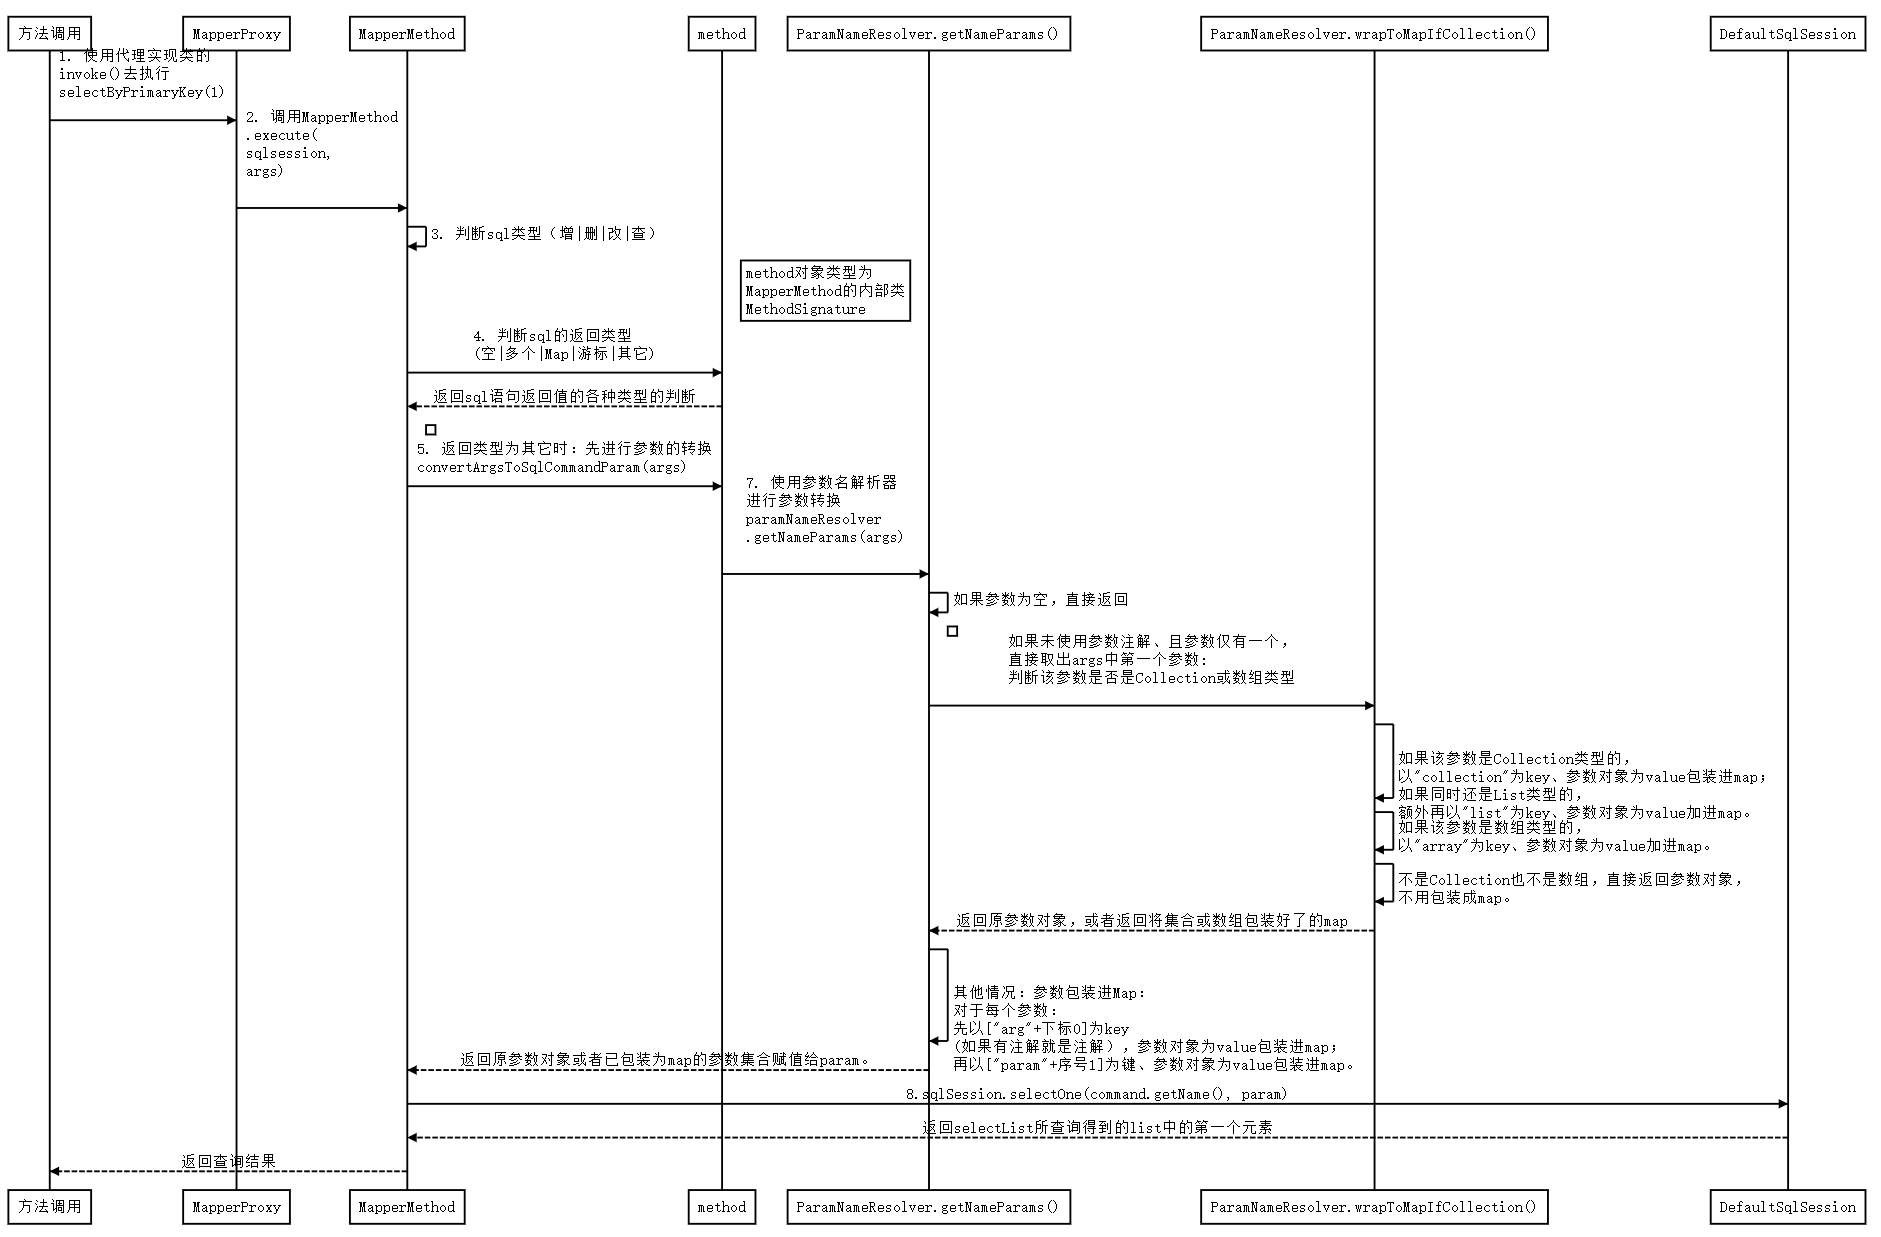 方法调用
MapperProxy
MapperMethod
method
ParamNameResolver.getNameParams()
ParamNameResolver.wrapToMapIfCollection()
DefaultSqlSession
1. 使用代理实现类的
invoke()去执行
selectByPrimaryKey(1)
2. 调用MapperMethod
.execute(
sqlsession,
args)
3. 判断sql类型（增|删|改|查）
method对象类型为
MapperMethod的内部类
MethodSignature
4. 判断sql的返回类型
(空|多个|Map|游标|其它)
返回sql语句返回值的各种类型的判断
5. 返回类型为其它时：先进行参数的转换
convertArgsToSqlCommandParam(args)
7. 使用参数名解析器
进行参数转换
paramNameResolver
.getNameParams(args)
如果参数为空，直接返回
如果未使用参数注解、且参数仅有一个，
直接取出args中第一个参数:
判断该参数是否是Collection或数组类型
如果该参数是Collection类型的，
以"collection"为key、参数对象为value包装进map；
如果同时还是List类型的，
额外再以"list"为key、参数对象为value加进map。
如果该参数是数组类型的，
以"array"为key、参数对象为value加进map。
不是Collection也不是数组，直接返回参数对象，
不用包装成map。
返回原参数对象，或者返回将集合或数组包装好了的map
其他情况：参数包装进Map：
对于每个参数：
先以["arg"+下标0]为key
(如果有注解就是注解），参数对象为value包装进map；
再以["param"+序号1]为键、参数对象为value包装进map。
返回原参数对象或者已包装为map的参数集合赋值给param。
8.sqlSession.selectOne(command.getName(), param)
返回selectList所查询得到的list中的第一个元素
返回查询结果
方法调用
MapperProxy
MapperMethod
method
ParamNameResolver.getNameParams()
ParamNameResolver.wrapToMapIfCollection()
DefaultSqlSession